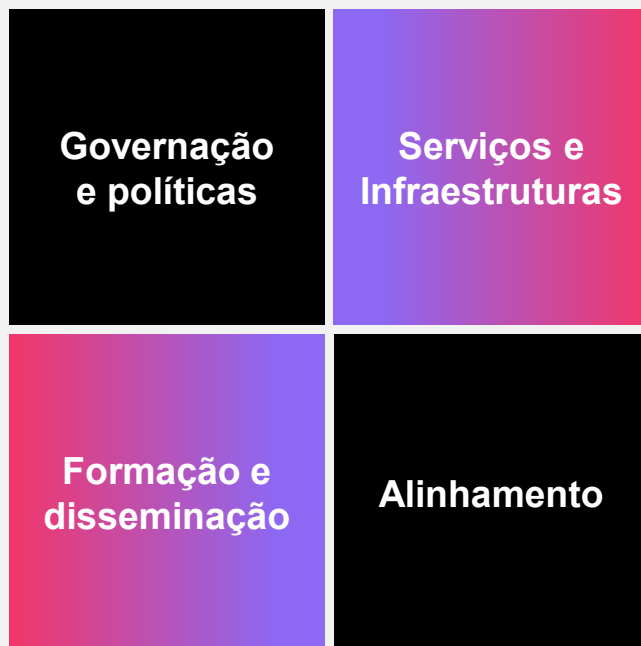 Governação
e políticas
Serviços e
Infraestruturas
Formação e
disseminação
Alinhamento